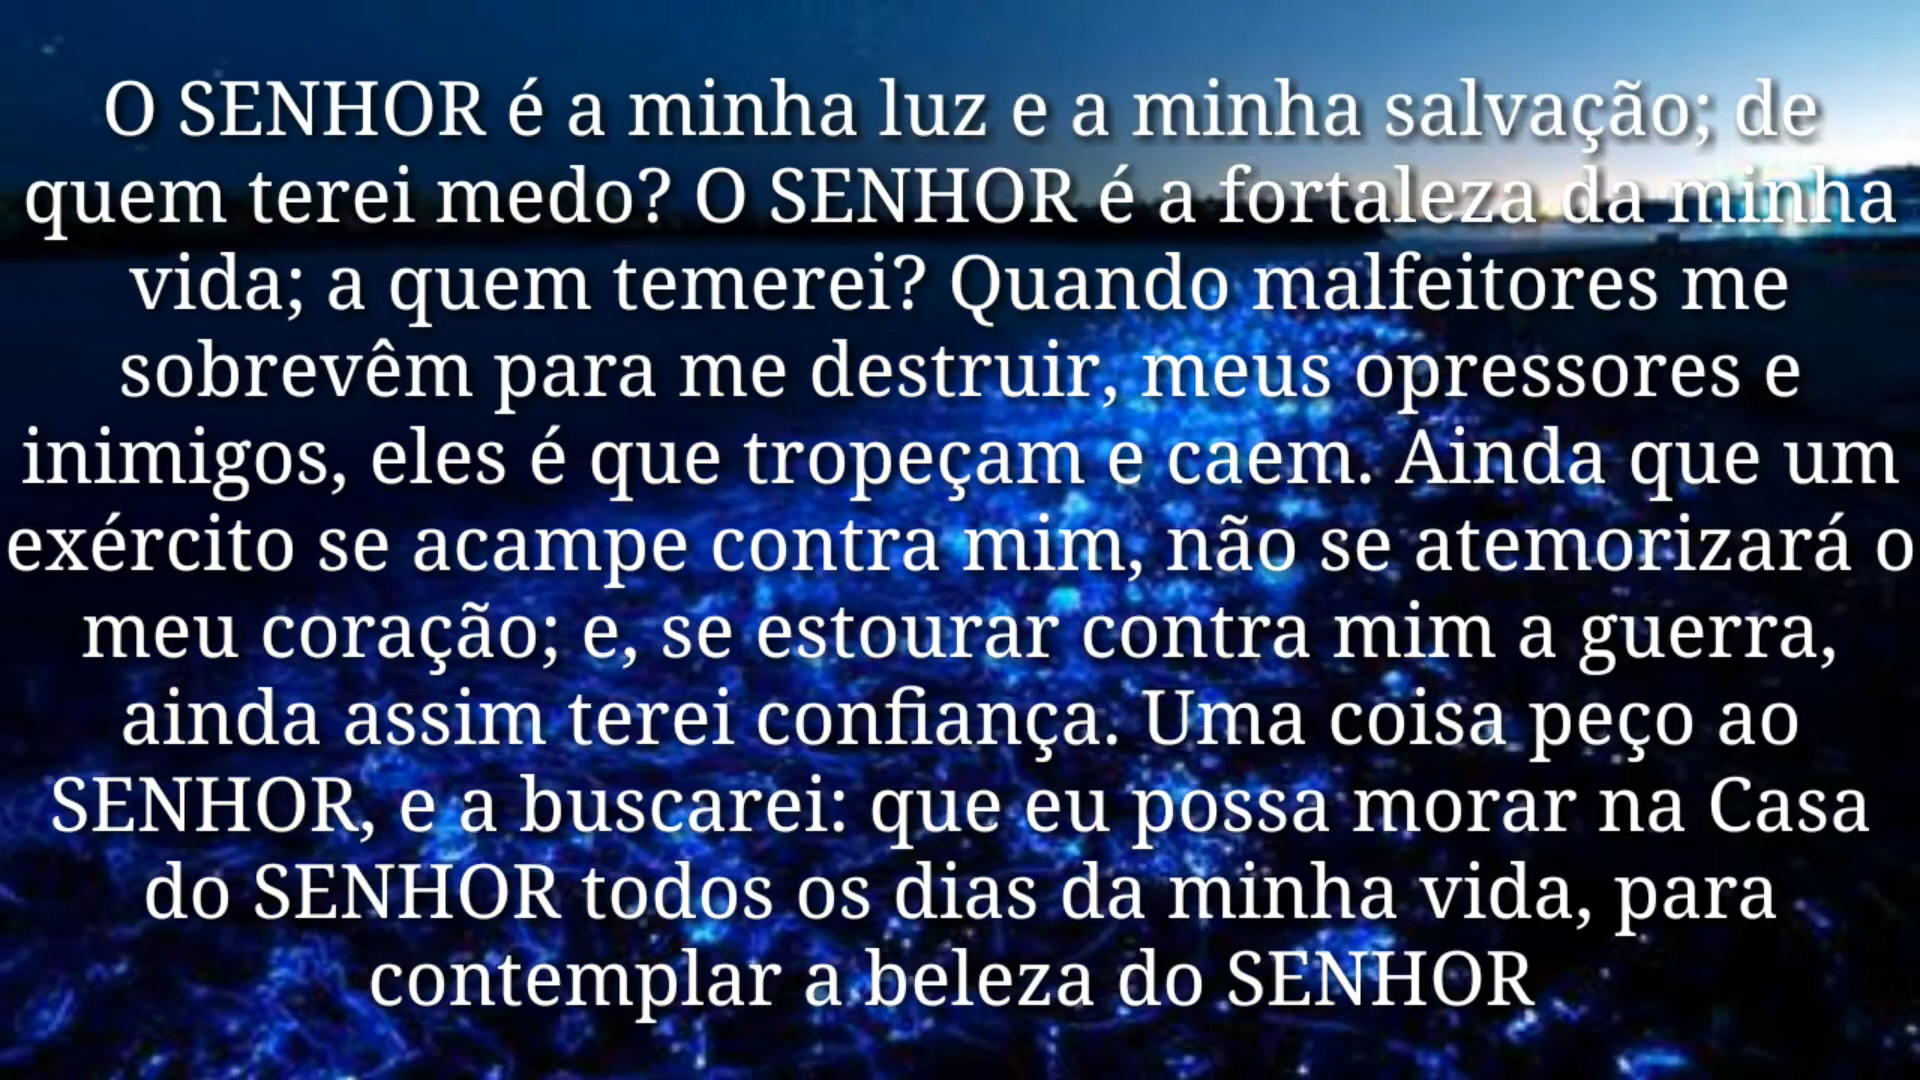 O SENHOR é a minha luz e a minha salvação; de
quem terei medo? O SENHOR é a fortaleza da minha
vida; a quem temerei? Quando malfeitores me
sobrevêm para me destruir, meus opressores e
inimigos, eles é que tropeçam e caem. Ainda que um
exército se acampe contra mim, não se atemorizará o
meu coração; e, se estourar contra mim a guerra,
ainda assim terei confiança. Uma coisa peço ao
SENHOR, e a buscarei: que eu possa morar na Casa
do SENHOR todos os dias da minha vida, para
contemplar a beleza do SENHOR